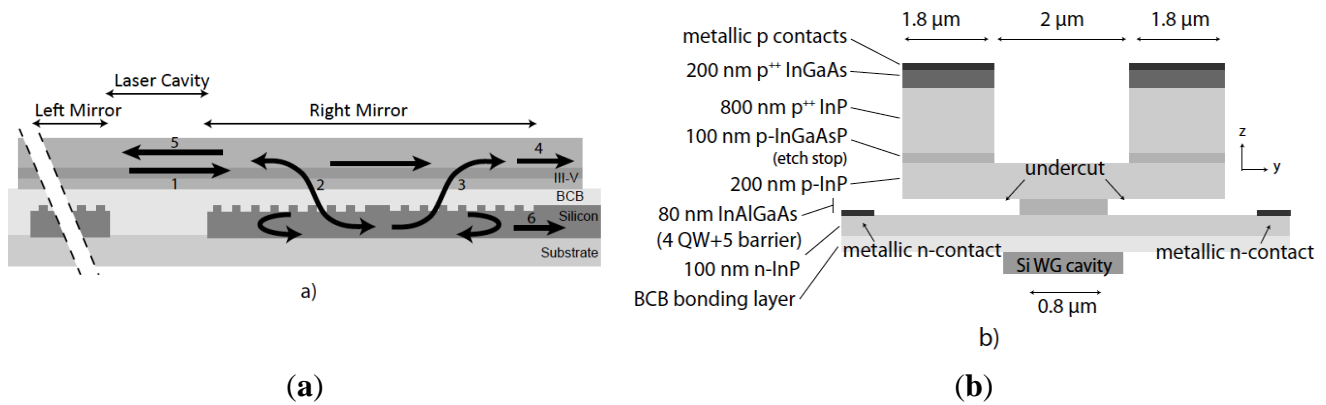 Laser Cavity
Left Mirror
Right Mirror
5
4
1
2
3
III-V
BCB
Silicon
6
Substrate
a)
(a)
1.8 µm
2 µm
1.8 µm
metallic p contacts
200 nm p++ InGaAs
800 nm p++ InP
100 nm p-InGaAsP
(etch stop)
200 nm p-InP
undercut
80 nm InAlGaAs
(4 QW+5 barrier)
metallic n-contact
metallic n-contact
100 nm n-InP
Si WG cavity
BCB bonding layer
0.8 µm
z
y
b)
(b)